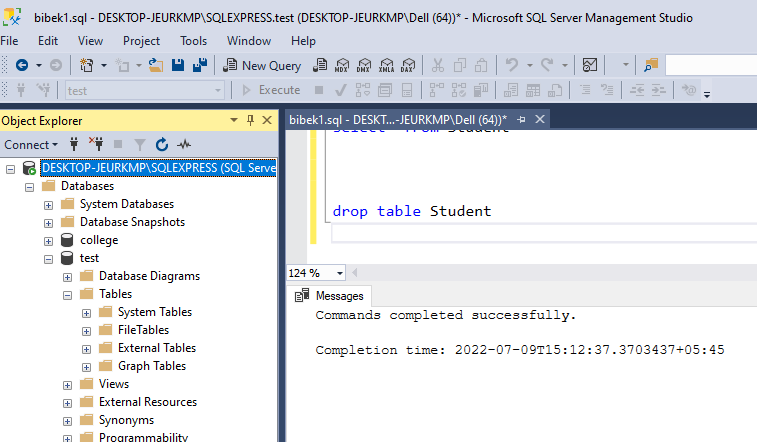 bibek1.sql - DESKTOP-JEURKMP\SQLEXPRESS.test (DESKTOP-JEURKMP\Dell (64))* - Microsoft SQL Server Management Studio
File Edit View Project Tools Window Help
New Query MDX DMX XMLA DAX
test Execute
Object Explorer
Connect
DESKTOP-JEURKMP\SQLEXPRESS (SQL Serve
Databases
System Databases
Database Snapshots
college
test
Database Diagrams
Tables
System Tables
FileTables
External Tables
Graph Tables
Views
External Resources
Synonyms
Programmability
bibek1.sql - DESKT...-JEURKMP\Dell (64))*
select * from Student
drop table Student
124 %
Messages
Commands completed successfully.
Completion time: 2022-07-09T15:12:37.3703437+05:45